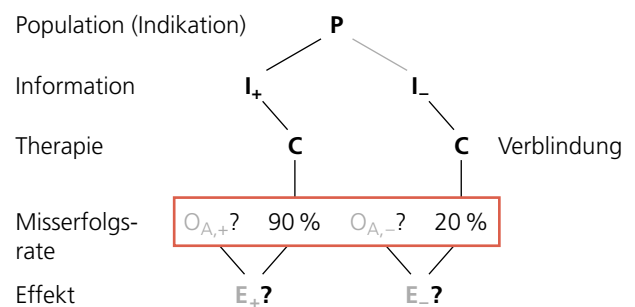 Population (Indikation) P
Information I+ I–
Therapie C C Verblindung
Misserfolgs- OA,+? 90 % OA,–? 20 %
rate
Effekt E+? E–?